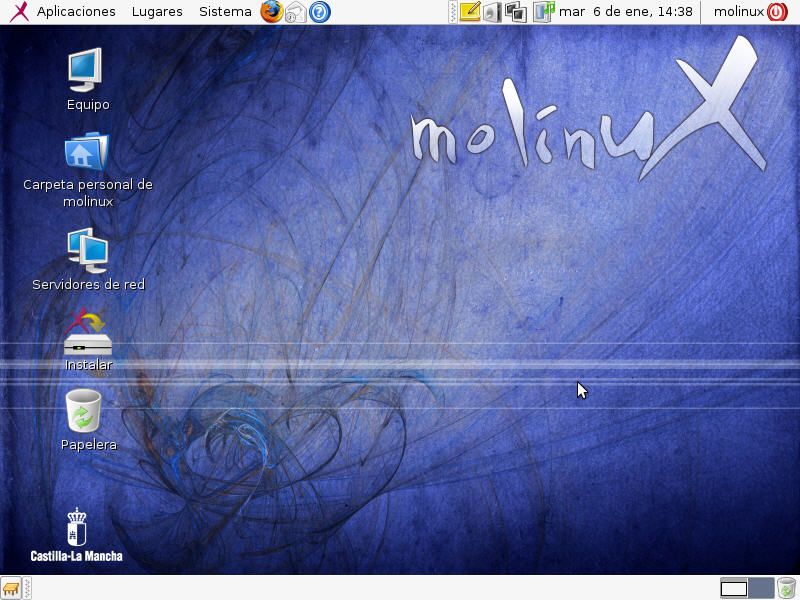 Aplicaciones Lugares Sistema mar 6 de ene, 14:38 molinux
molinux
Equipo
Carpeta personal de
molinux
Servidores de red
Instalar
Papelera
Castilla-La Mancha